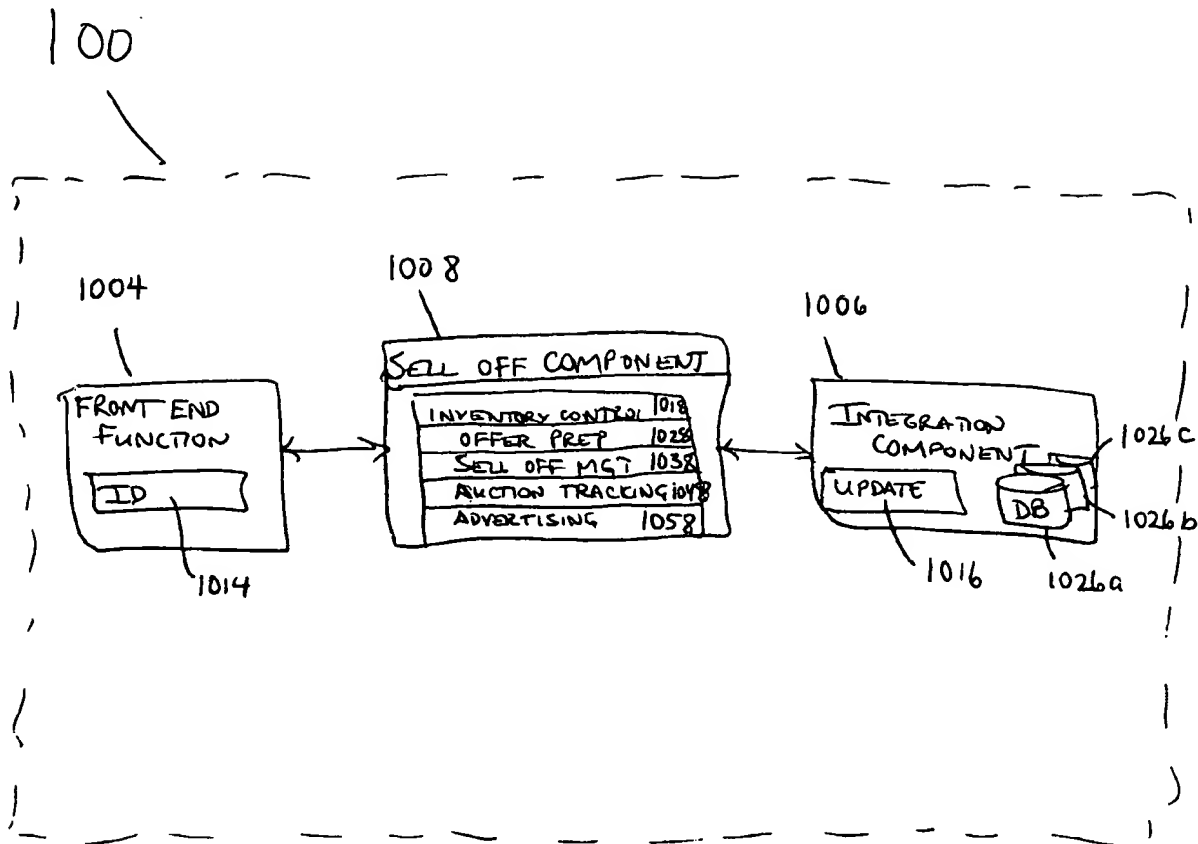 100
1004
FRONT END
FUNCTION
ID
1014
1008
SELL OFF COMPONENT
INVENTORY CONTROL 1018
OFFER PREP 1028
SELL OFF MGT 1038
AUCTION TRACKING 1048
ADVERTISING 1058
1006
INTEGRATION
COMPONENT
UPDATE
DB
1016
1026a
1026b
1026c